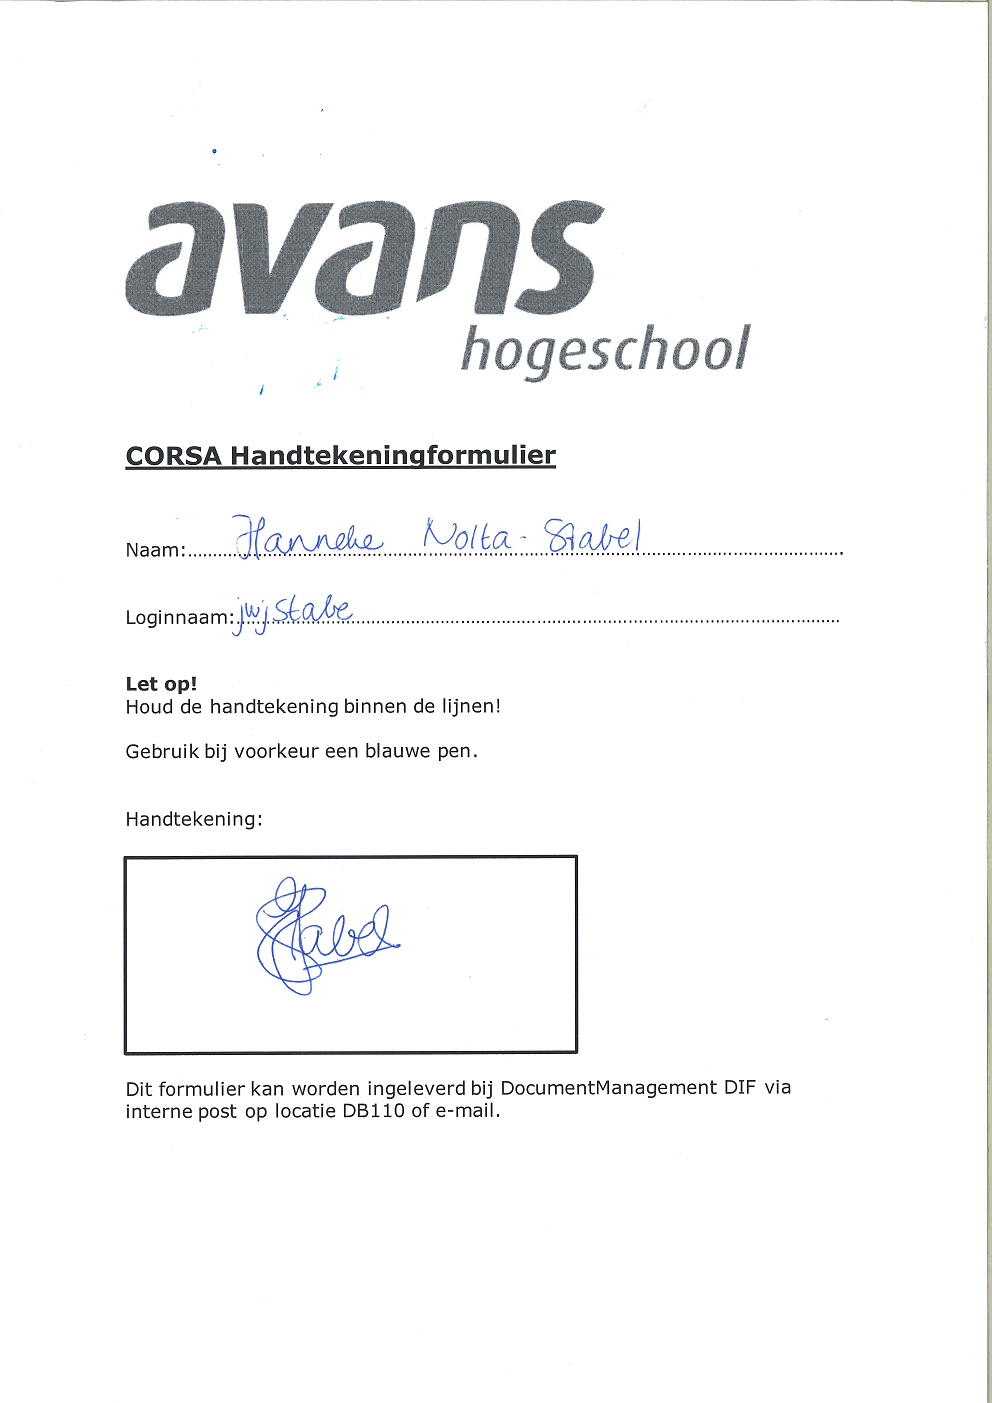 avans
hogeschool
CORSA Handtekeningformulier
Naam: Hanneke Nolta-Stabel
Loginnaam: jwjstabe
Let op!
Houd de handtekening binnen de lijnen!
Gebruik bij voorkeur een blauwe pen.
Handtekening:
Stabel
Dit formulier kan worden ingeleverd bij DocumentManagement DIF via
interne post op locatie DB110 of e-mail.